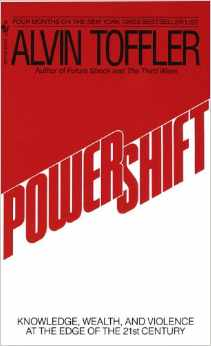 FOUR MONTHS ON THE NEW YORK TIMES BESTSELLER LIST
ALVIN TOFFLER
Author of Future Shock and The Third Wave
POWERSHIFT
KNOWLEDGE, WEALTH, AND VIOLENCE
AT THE EDGE OF THE 21st CENTURY